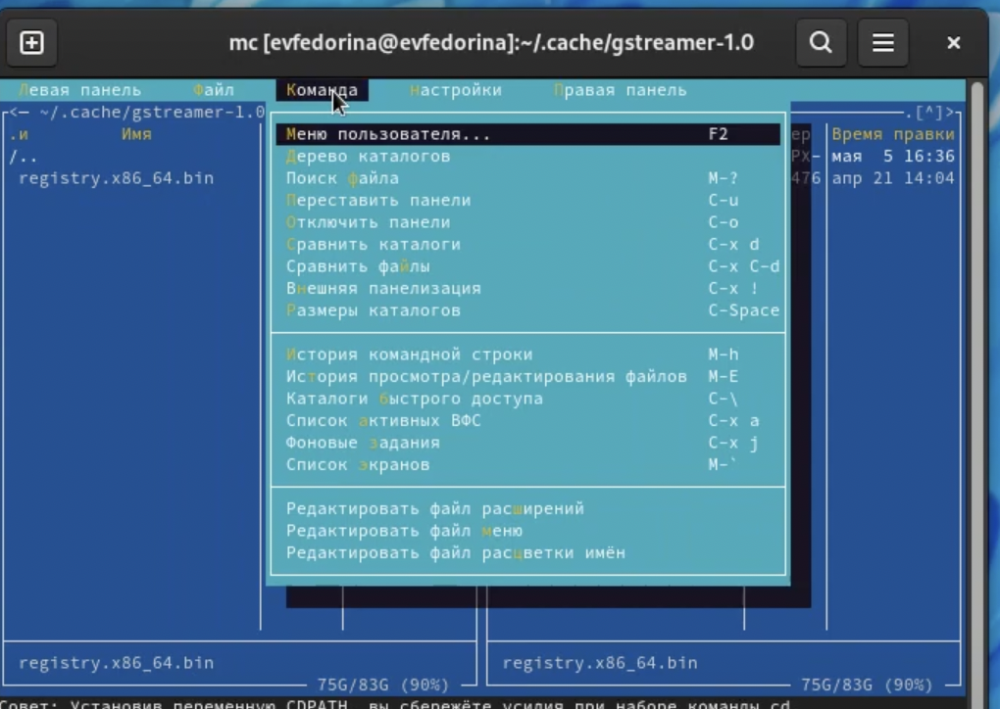 mc [evfedorina@evfedorina]:~/.cache/gstreamer-1.0
Левая панель Файл Команда Настройки Правая панель
<− ~/.cache/gstreamer-1.0 .[^]>
.и Имя Время правки
/.. мая 5 16:36
registry.x86_64.bin 476 апр 21 14:04
Меню пользователя... F2
Дерево каталогов
Поиск файла M-?
Переставить панели C-u
Отключить панели C-o
Сравнить каталоги C-x d
Сравнить файлы C-x C-d
Внешняя панелизация C-x !
Размеры каталогов C-Space
История командной строки M-h
История просмотра/редактирования файлов M-E
Каталоги быстрого доступа C-\
Список активных ВФС C-x a
Фоновые задания C-x j
Список экранов M-`
Редактировать файл расширений
Редактировать файл меню
Редактировать файл расцветки имён
registry.x86_64.bin registry.x86_64.bin
75G/83G (90%) 75G/83G (90%)
Совет: Установив переменную CDPATH, вы сбережёте усилия при наборе команды cd